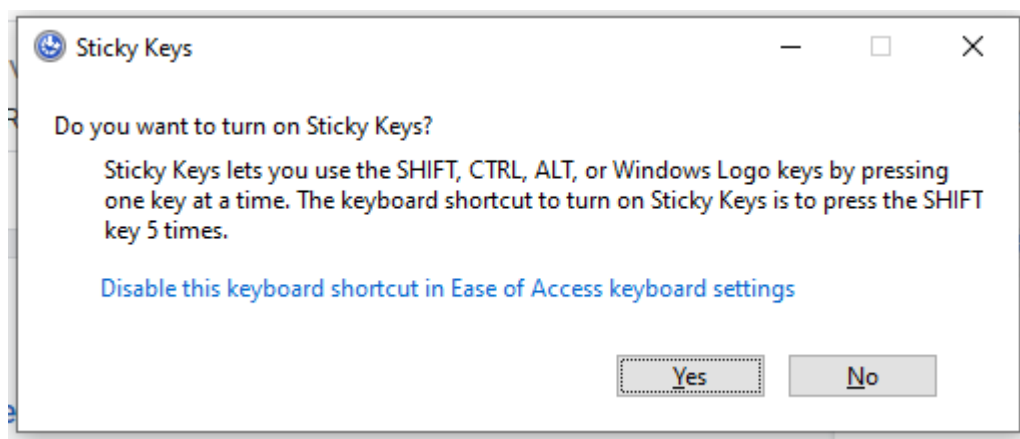 Sticky Keys
Do you want to turn on Sticky Keys?
Sticky Keys lets you use the SHIFT, CTRL, ALT, or Windows Logo keys by pressing
one key at a time. The keyboard shortcut to turn on Sticky Keys is to press the SHIFT
key 5 times.
Disable this keyboard shortcut in Ease of Access keyboard settings
Yes No